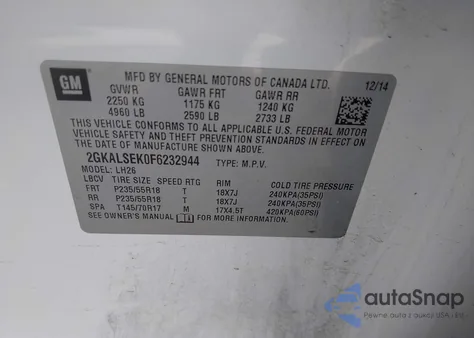 GM
MFD BY GENERAL MOTORS OF CANADA LTD. 12/14
GVWR GAWR FRT GAWR RR
2250 KG 1175 KG 1240 KG
4960 LB 2590 LB 2733 LB
THIS VEHICLE CONFORMS TO ALL APPLICABLE U.S. FEDERAL MOTOR
VEHICLE SAFETY AND THEFT PREVENTION STANDARDS IN EFFECT ON
THE DATE OF MANUFACTURE SHOWN ABOVE.
2GKALSEK0F6232944 TYPE: M.P.V.
MODEL: LH26
LBCV TIRE SIZE SPEED RTG RIM COLD TIRE PRESSURE
FRT P235/55R18 T 18X7J 240KPA(35PSI)
RR P235/55R18 T 18X7J 240KPA(35PSI)
SPA T145/70R17 M 17X4.5T 420KPA(60PSI)
SEE OWNER'S MANUAL FOR MORE INFORMATION.
autoSnap
Pewne auta z aukcji USA i